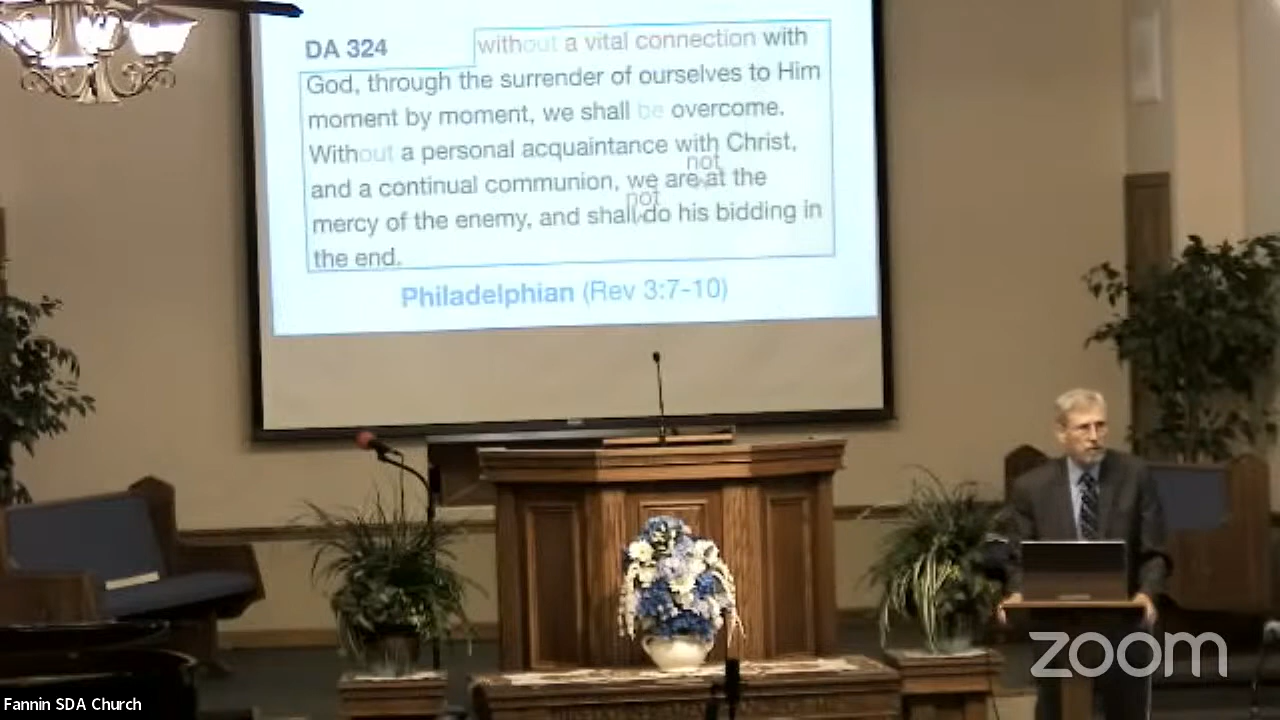 DA 324 without a vital connection with
God, through the surrender of ourselves to Him
moment by moment, we shall be overcome.
Without a personal acquaintance with Christ,
not
and a continual communion, we are at the
not
mercy of the enemy, and shall do his bidding in
the end.
Philadelphian (Rev 3:7-10)
zoom
Fannin SDA Church